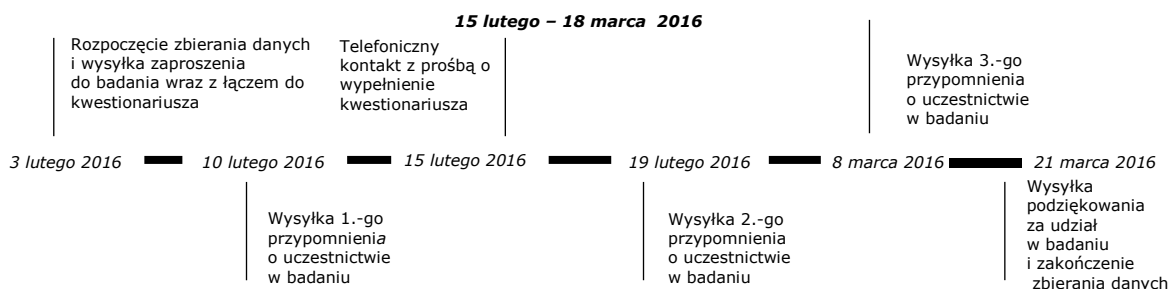 15 lutego – 18 marca 2016
Rozpoczęcie zbierania danych
i wysyłka zaproszenia
do badania wraz z łączem do
kwestionariusza
Telefoniczny
kontakt z prośbą o
wypełnienie
kwestionariusza
Wysyłka 3.-go
przypomnienia
o uczestnictwie
w badaniu
3 lutego 2016
10 lutego 2016
15 lutego 2016
19 lutego 2016
8 marca 2016
21 marca 2016
Wysyłka 1.-go
przypomnienia
o uczestnictwie
w badaniu
Wysyłka 2.-go
przypomnienia
o uczestnictwie
w badaniu
Wysyłka
podziękowania
za udział
w badaniu
i zakończenie
zbierania danych